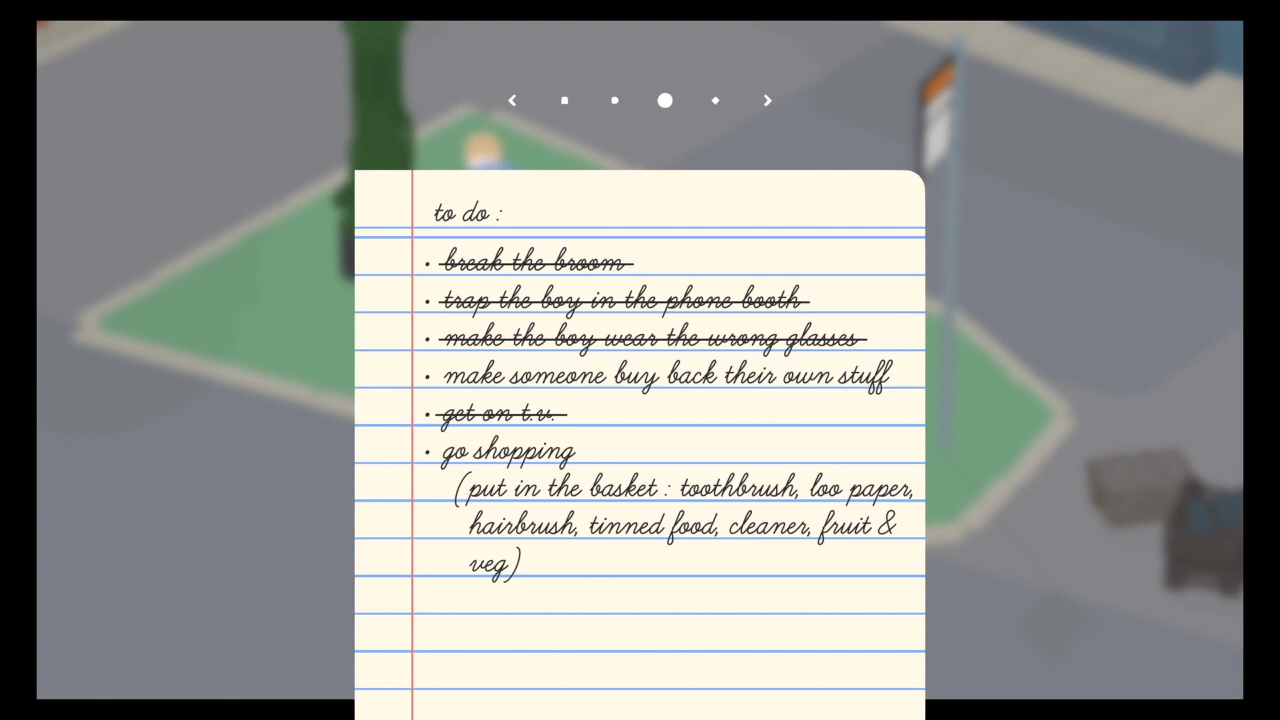 to do :
• break the broom
• trap the boy in the phone booth
• make the boy wear the wrong glasses
• make someone buy back their own stuff
• get on t.v.
• go shopping
(put in the basket : toothbrush, loo paper,
hairbrush, tinned food, cleaner, fruit &
veg)